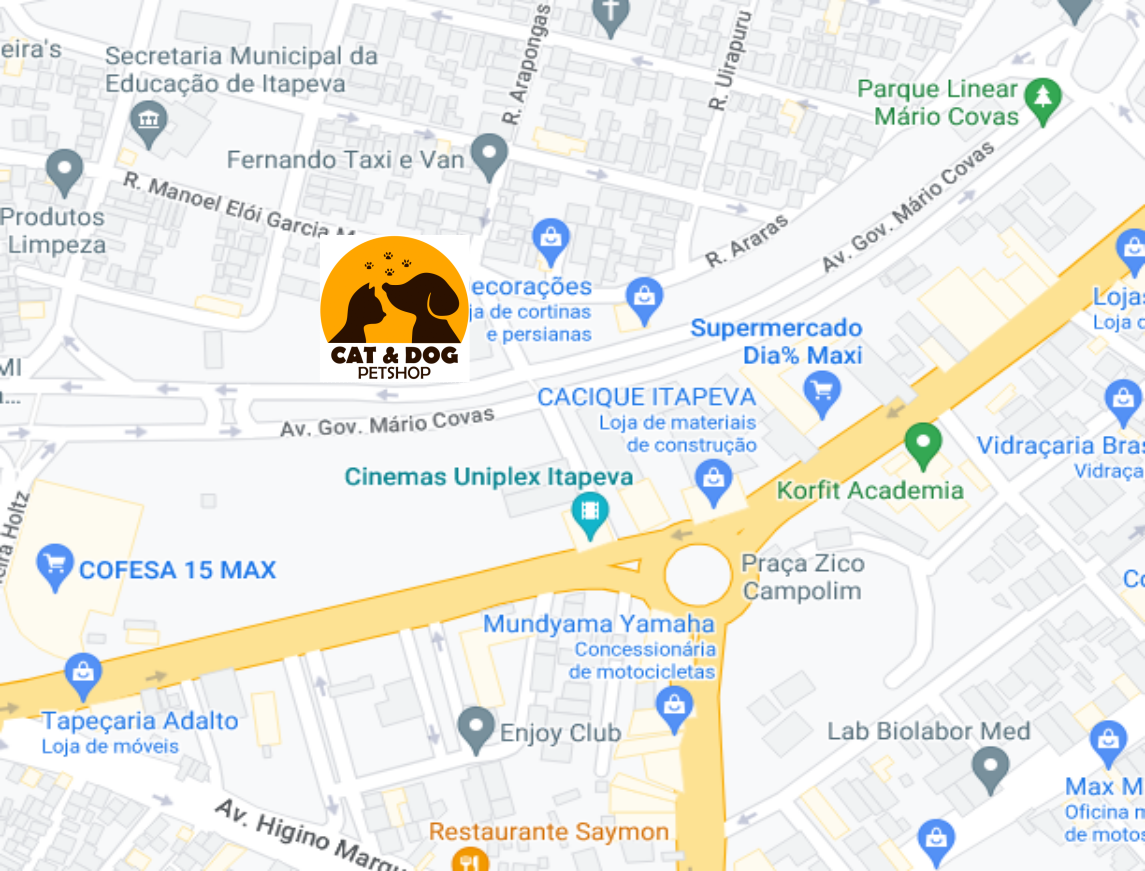 eira's
Secretaria Municipal da
Educação de Itapeva
R. Arapongas
R. Uirapuru
Parque Linear
Mário Covas
Fernando Taxi e Van
R. Manoel Elói Garcia M
Produtos
Limpeza
R. Araras
Av. Gov. Mário Covas
ecorações
ja de cortinas
e persianas
Lojas
Loja d
Supermercado
Dia% Maxi
CAT & DOG
PETSHOP
MI
CACIQUE ITAPEVA
Loja de materiais
de construção
Av. Gov. Mário Covas
Vidraçaria Bras
Vidraça
Cinemas Uniplex Itapeva
Korfit Academia
eira Holtz
COFESA 15 MAX
Praça Zico
Campolim
Co
Mundyama Yamaha
Concessionária
de motocicletas
Tapeçaria Adalto
Loja de móveis
Enjoy Club
Lab Biolabor Med
Max M
Oficina m
de motos
Av. Higino Marqu
Restaurante Saymon